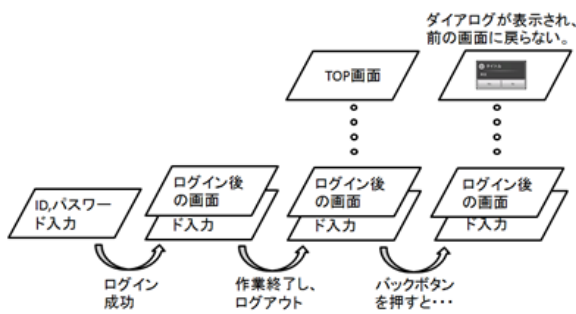 ダイアログが表示され、
前の画面に戻らない。
TOP画面
ID,パスワー
ド入力
ログイン後
の画面
ド入力
ログイン後
の画面
ド入力
ログイン後
の画面
ド入力
ログイン
成功
作業終了し、
ログアウト
バックボタン
を押すと・・・